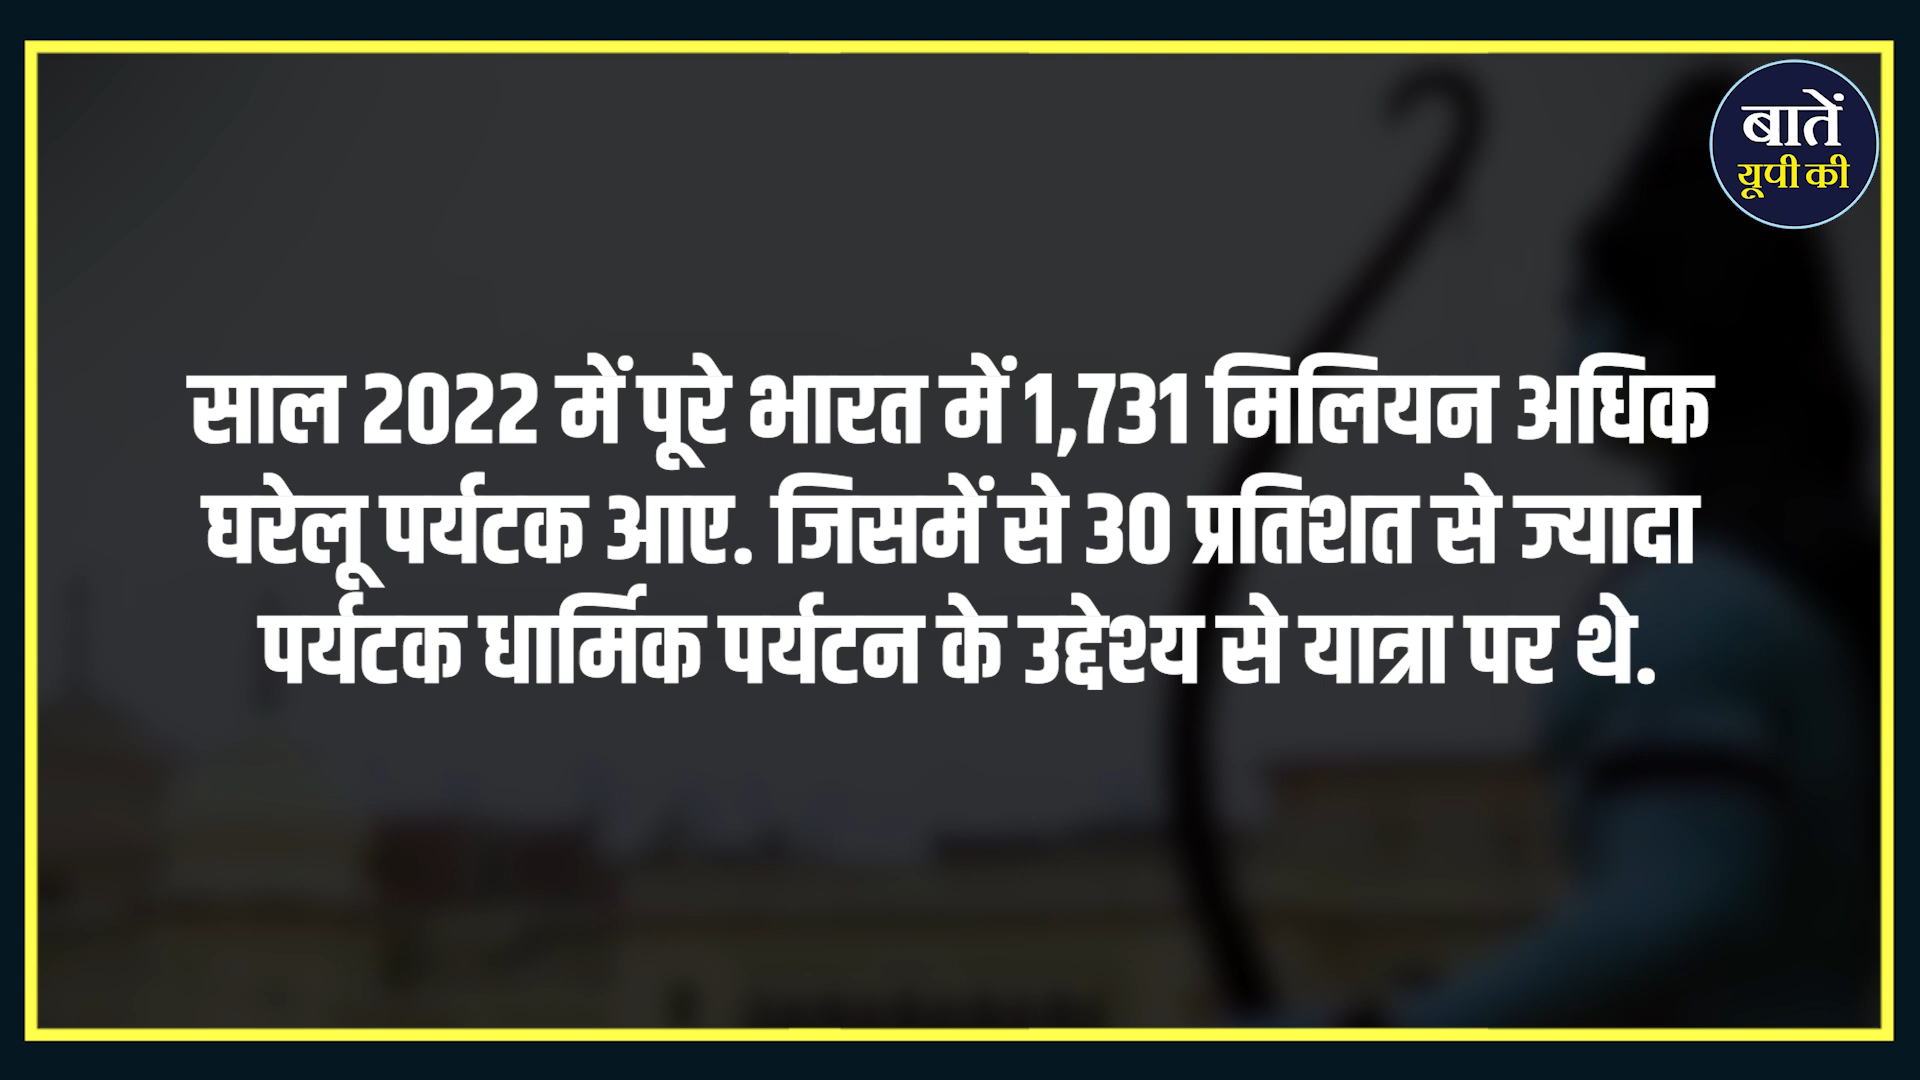 बातें
यूपी की
साल 2022 में पूरे भारत में 1,731 मिलियन अधिक
घरेलू पर्यटक आए. जिसमें से 30 प्रतिशत से ज्यादा
पर्यटक धार्मिक पर्यटन के उद्देश्य से यात्रा पर थे.